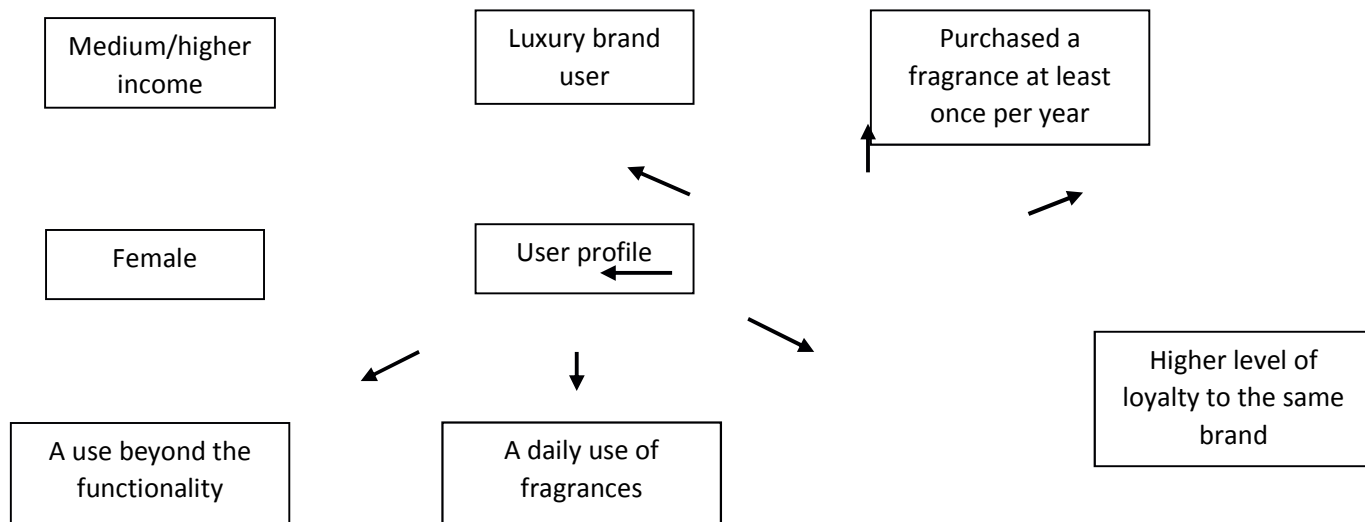 Medium/higher
income
Luxury brand
user
Purchased a
fragrance at least
once per year
Female
User profile
Higher level of
loyalty to the same
brand
A use beyond the
functionality
A daily use of
fragrances